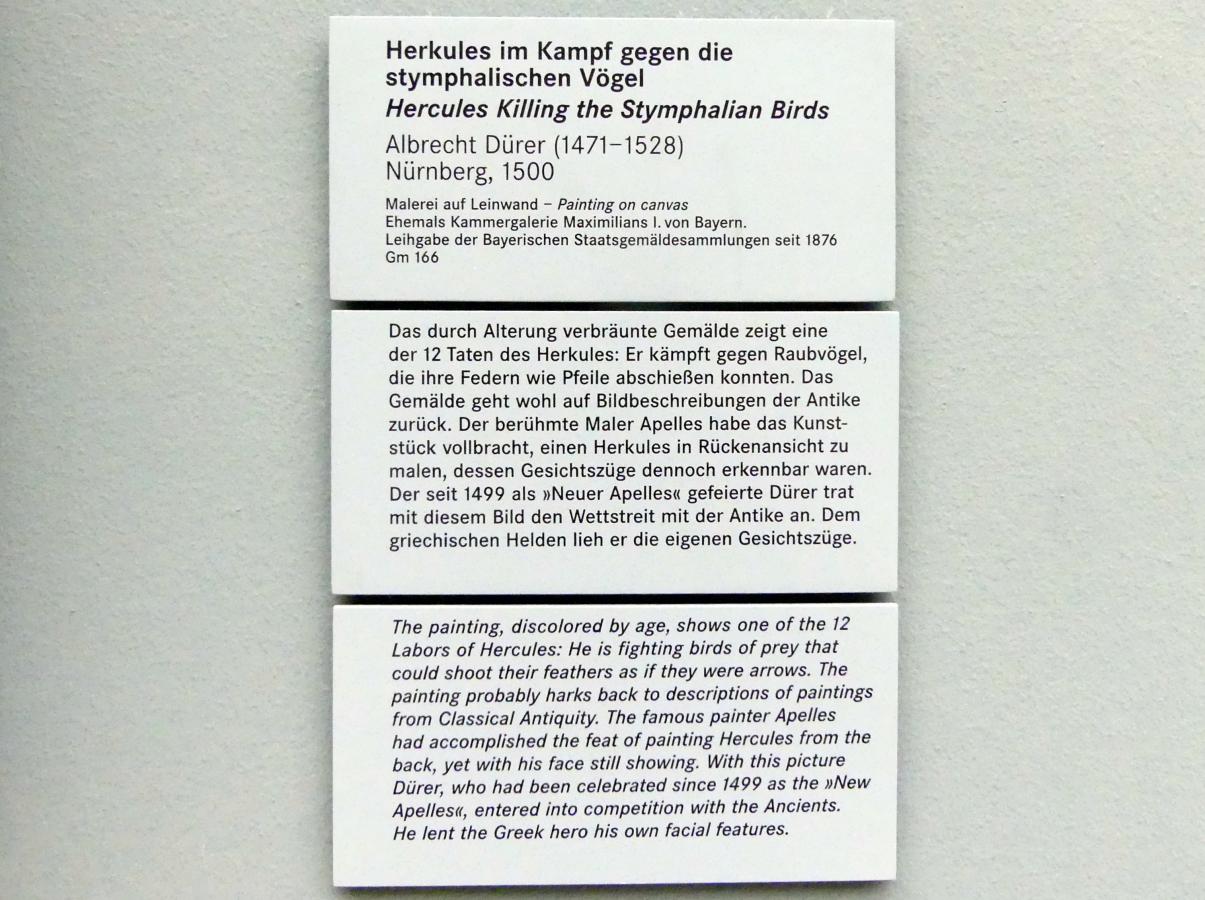 Herkules im Kampf gegen die
stymphalischen Vögel
Hercules Killing the Stymphalian Birds
Albrecht Dürer (1471–1528)
Nürnberg, 1500
Malerei auf Leinwand – Painting on canvas
Ehemals Kammergalerie Maximilians I. von Bayern.
Leihgabe der Bayerischen Staatsgemäldesammlungen seit 1876
Gm 166
Das durch Alterung verbräunte Gemälde zeigt eine
der 12 Taten des Herkules: Er kämpft gegen Raubvögel,
die ihre Federn wie Pfeile abschießen konnten. Das
Gemälde geht wohl auf Bildbeschreibungen der Antike
zurück. Der berühmte Maler Apelles habe das Kunst-
stück vollbracht, einen Herkules in Rückenansicht zu
malen, dessen Gesichtszüge dennoch erkennbar waren.
Der seit 1499 als »Neuer Apelles« gefeierte Dürer trat
mit diesem Bild den Wettstreit mit der Antike an. Dem
griechischen Helden lieh er die eigenen Gesichtszüge.
The painting, discolored by age, shows one of the 12
Labors of Hercules: He is fighting birds of prey that
could shoot their feathers as if they were arrows. The
painting probably harks back to descriptions of paintings
from Classical Antiquity. The famous painter Apelles
had accomplished the feat of painting Hercules from the
back, yet with his face still showing. With this picture
Dürer, who had been celebrated since 1499 as the »New
Apelles«, entered into competition with the Ancients.
He lent the Greek hero his own facial features.